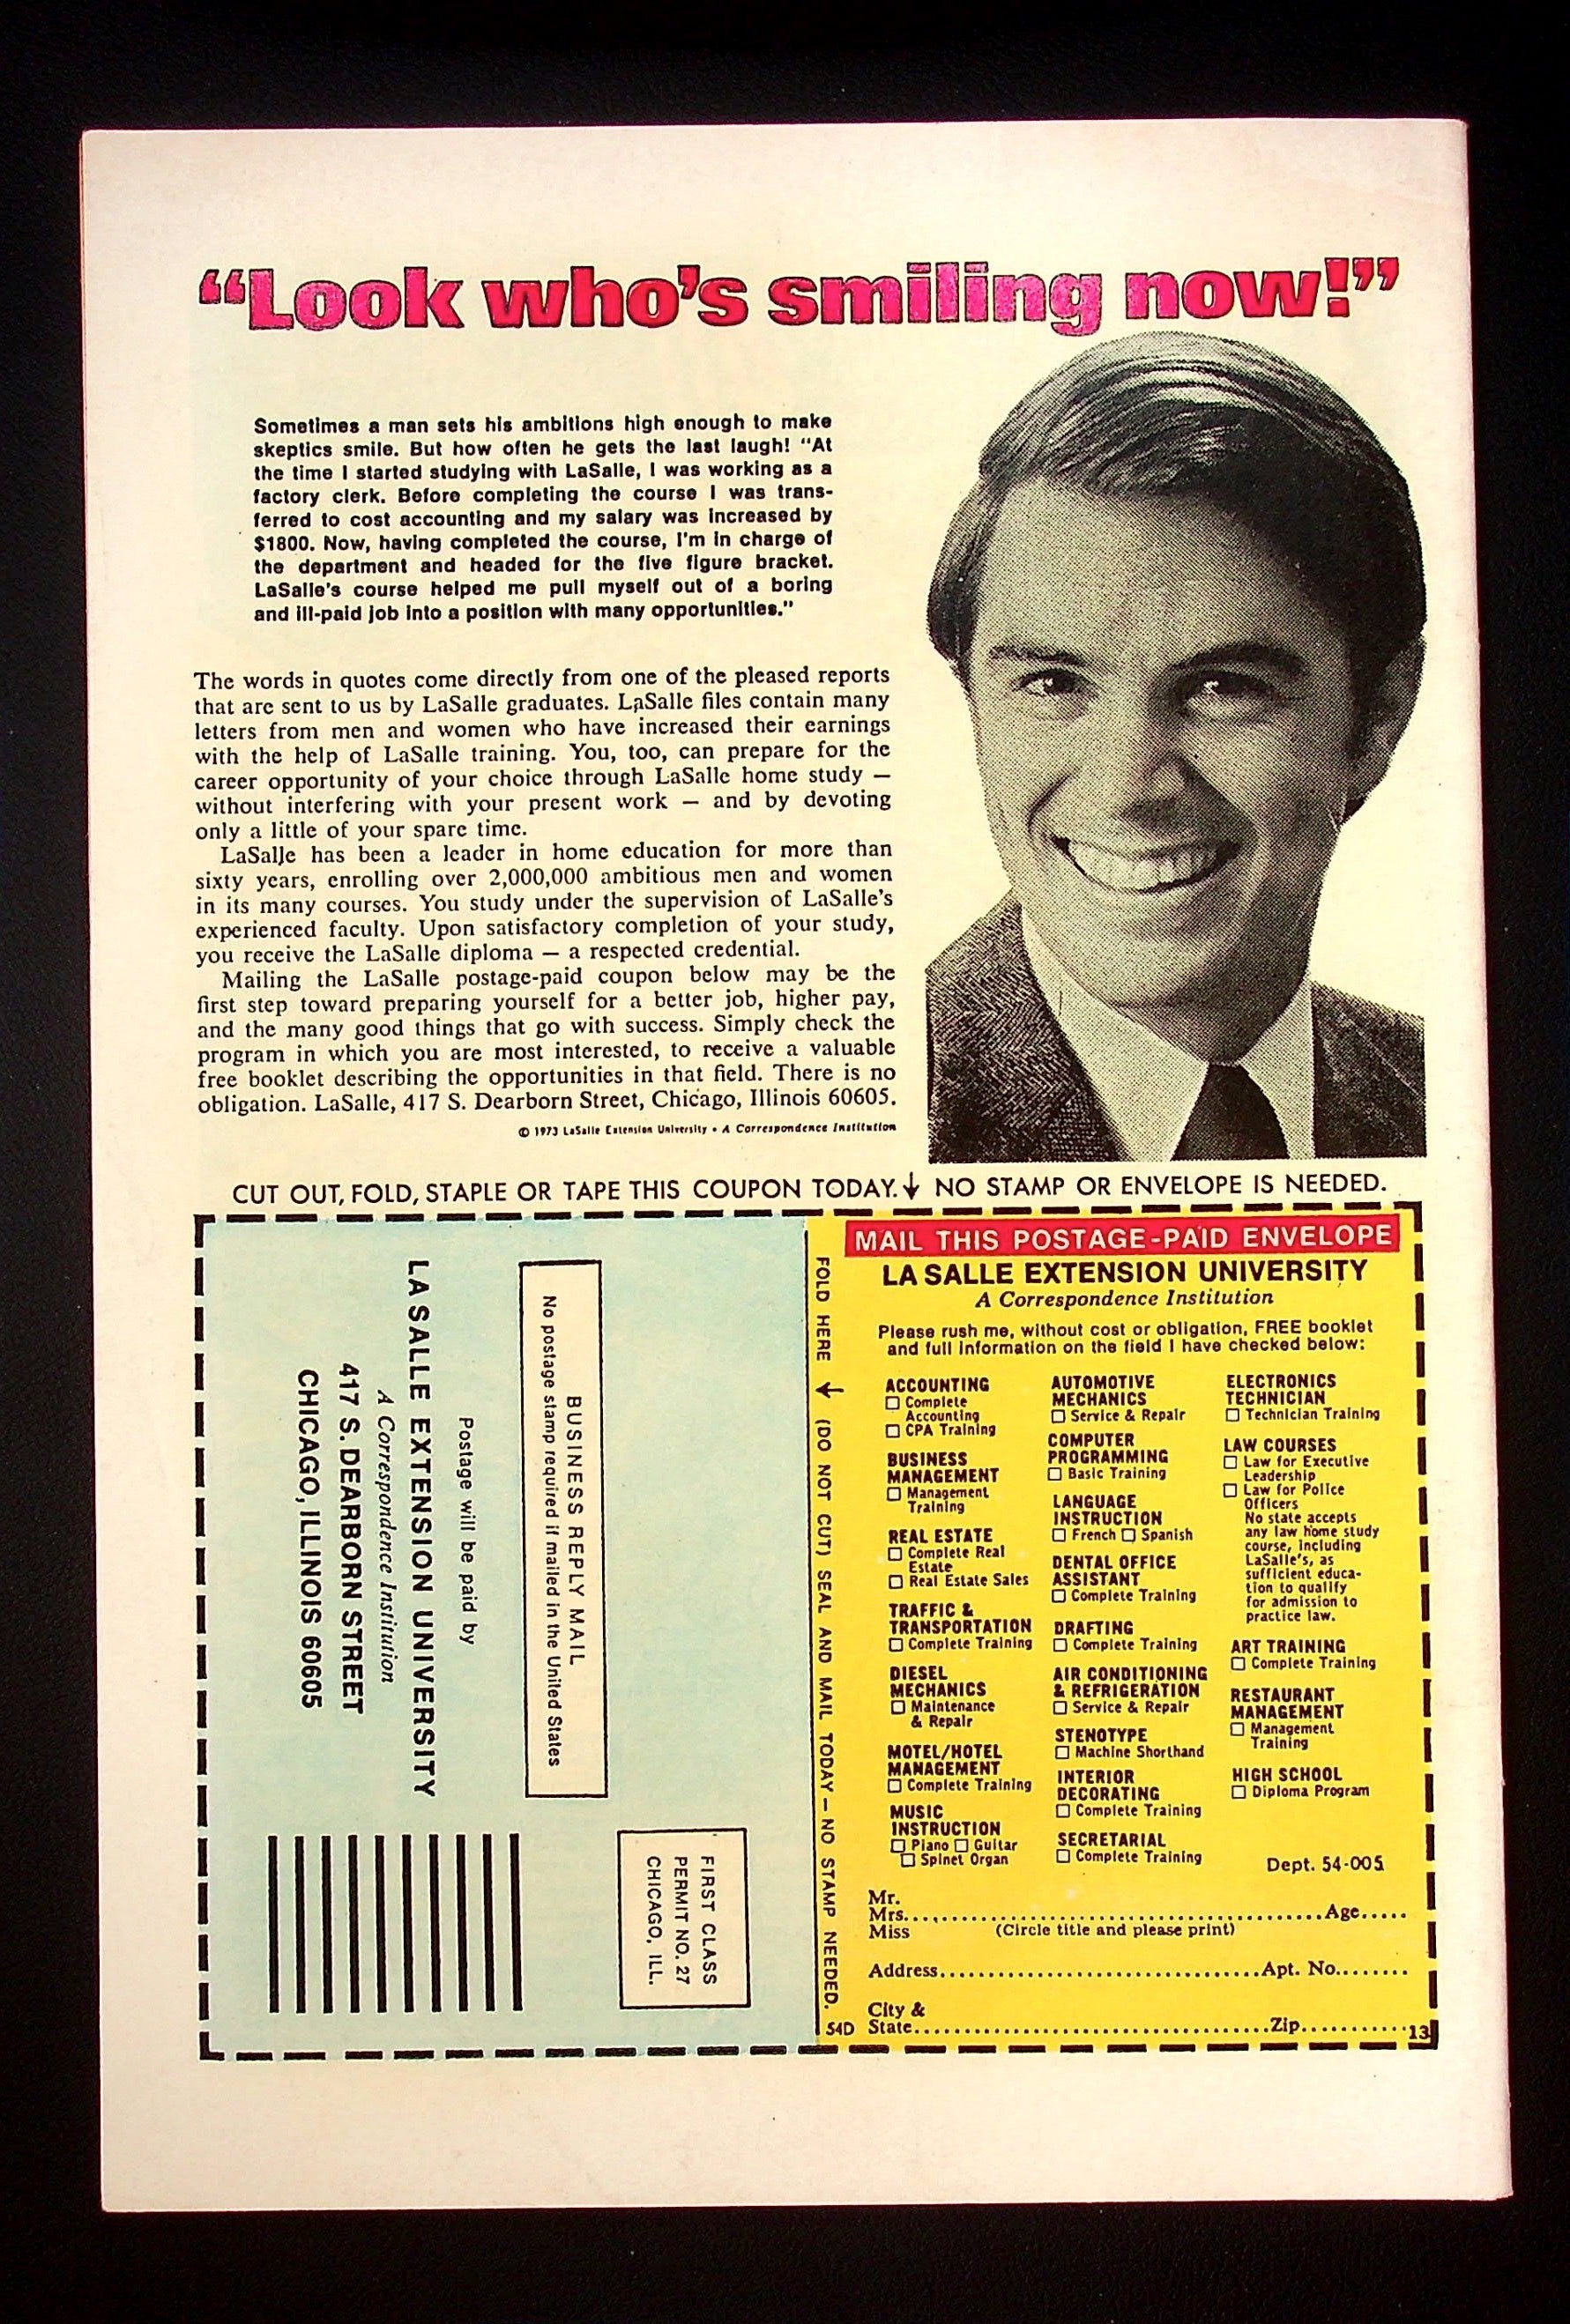 “Look who's smiling now!”
Sometimes a man sets his ambitions high enough to make
skeptics smile. But how often he gets the last laugh! “At
the time I started studying with LaSalle, I was working as a
factory clerk. Before completing the course I was trans-
ferred to cost accounting and my salary was increased by
$1800. Now, having completed the course, I'm in charge of
the department and headed for the five figure bracket.
LaSalle's course helped me pull myself out of a boring
and ill-paid job into a position with many opportunities.”
The words in quotes come directly from one of the pleased reports
that are sent to us by LaSalle graduates. LaSalle files contain many
letters from men and women who have increased their earnings
with the help of LaSalle training. You, too, can prepare for the
career opportunity of your choice through LaSalle home study —
without interfering with your present work — and by devoting
only a little of your spare time.
LaSalle has been a leader in home education for more than
sixty years, enrolling over 2,000,000 ambitious men and women
in its many courses. You study under the supervision of LaSalle's
experienced faculty. Upon satisfactory completion of your study,
you receive the LaSalle diploma — a respected credential.
Mailing the LaSalle postage-paid coupon below may be the
first step toward preparing yourself for a better job, higher pay,
and the many good things that go with success. Simply check the
program in which you are most interested, to receive a valuable
free booklet describing the opportunities in that field. There is no
obligation. LaSalle, 417 S. Dearborn Street, Chicago, Illinois 60605.
© 1973 LaSalle Extension University • A Correspondence Institution
CUT OUT, FOLD, STAPLE OR TAPE THIS COUPON TODAY.↓ NO STAMP OR ENVELOPE IS NEEDED.
FIRST CLASS
PERMIT NO. 27
CHICAGO, ILL.
BUSINESS REPLY MAIL
No postage stamp required if mailed in the United States
Postage will be paid by
LA SALLE EXTENSION UNIVERSITY
A Correspondence Institution
417 S. DEARBORN STREET
CHICAGO, ILLINOIS 60605
FOLD HERE ↓ (DO NOT CUT) SEAL AND MAIL TODAY — NO STAMP NEEDED.
MAIL THIS POSTAGE-PAID ENVELOPE
LA SALLE EXTENSION UNIVERSITY
A Correspondence Institution
Please rush me, without cost or obligation, FREE booklet
and full information on the field I have checked below:
ACCOUNTING
☐ Complete
Accounting
☐ CPA Training
BUSINESS
MANAGEMENT
☐ Management
Training
REAL ESTATE
☐ Complete Real
Estate
☐ Real Estate Sales
TRAFFIC &
TRANSPORTATION
☐ Complete Training
DIESEL
MECHANICS
☐ Maintenance
& Repair
MOTEL/HOTEL
MANAGEMENT
☐ Complete Training
MUSIC
INSTRUCTION
☐ Piano ☐ Guitar
☐ Spinet Organ
AUTOMOTIVE
MECHANICS
☐ Service & Repair
COMPUTER
PROGRAMMING
☐ Basic Training
LANGUAGE
INSTRUCTION
☐ French ☐ Spanish
DENTAL OFFICE
ASSISTANT
☐ Complete Training
DRAFTING
☐ Complete Training
AIR CONDITIONING
& REFRIGERATION
☐ Service & Repair
STENOTYPE
☐ Machine Shorthand
INTERIOR
DECORATING
☐ Complete Training
SECRETARIAL
☐ Complete Training
ELECTRONICS
TECHNICIAN
☐ Technician Training
LAW COURSES
☐ Law for Executive
Leadership
☐ Law for Police
Officers
No state accepts
any law home study
course, including
LaSalle's, as
sufficient educa-
tion to qualify
for admission to
practice law.
ART TRAINING
☐ Complete Training
RESTAURANT
MANAGEMENT
☐ Management
Training
HIGH SCHOOL
☐ Diploma Program
Dept. 54-005
Mr.
Mrs. ........ Age.....
Miss (Circle title and please print)
Address ........ Apt. No........
City &
54D State ........ Zip........... 13